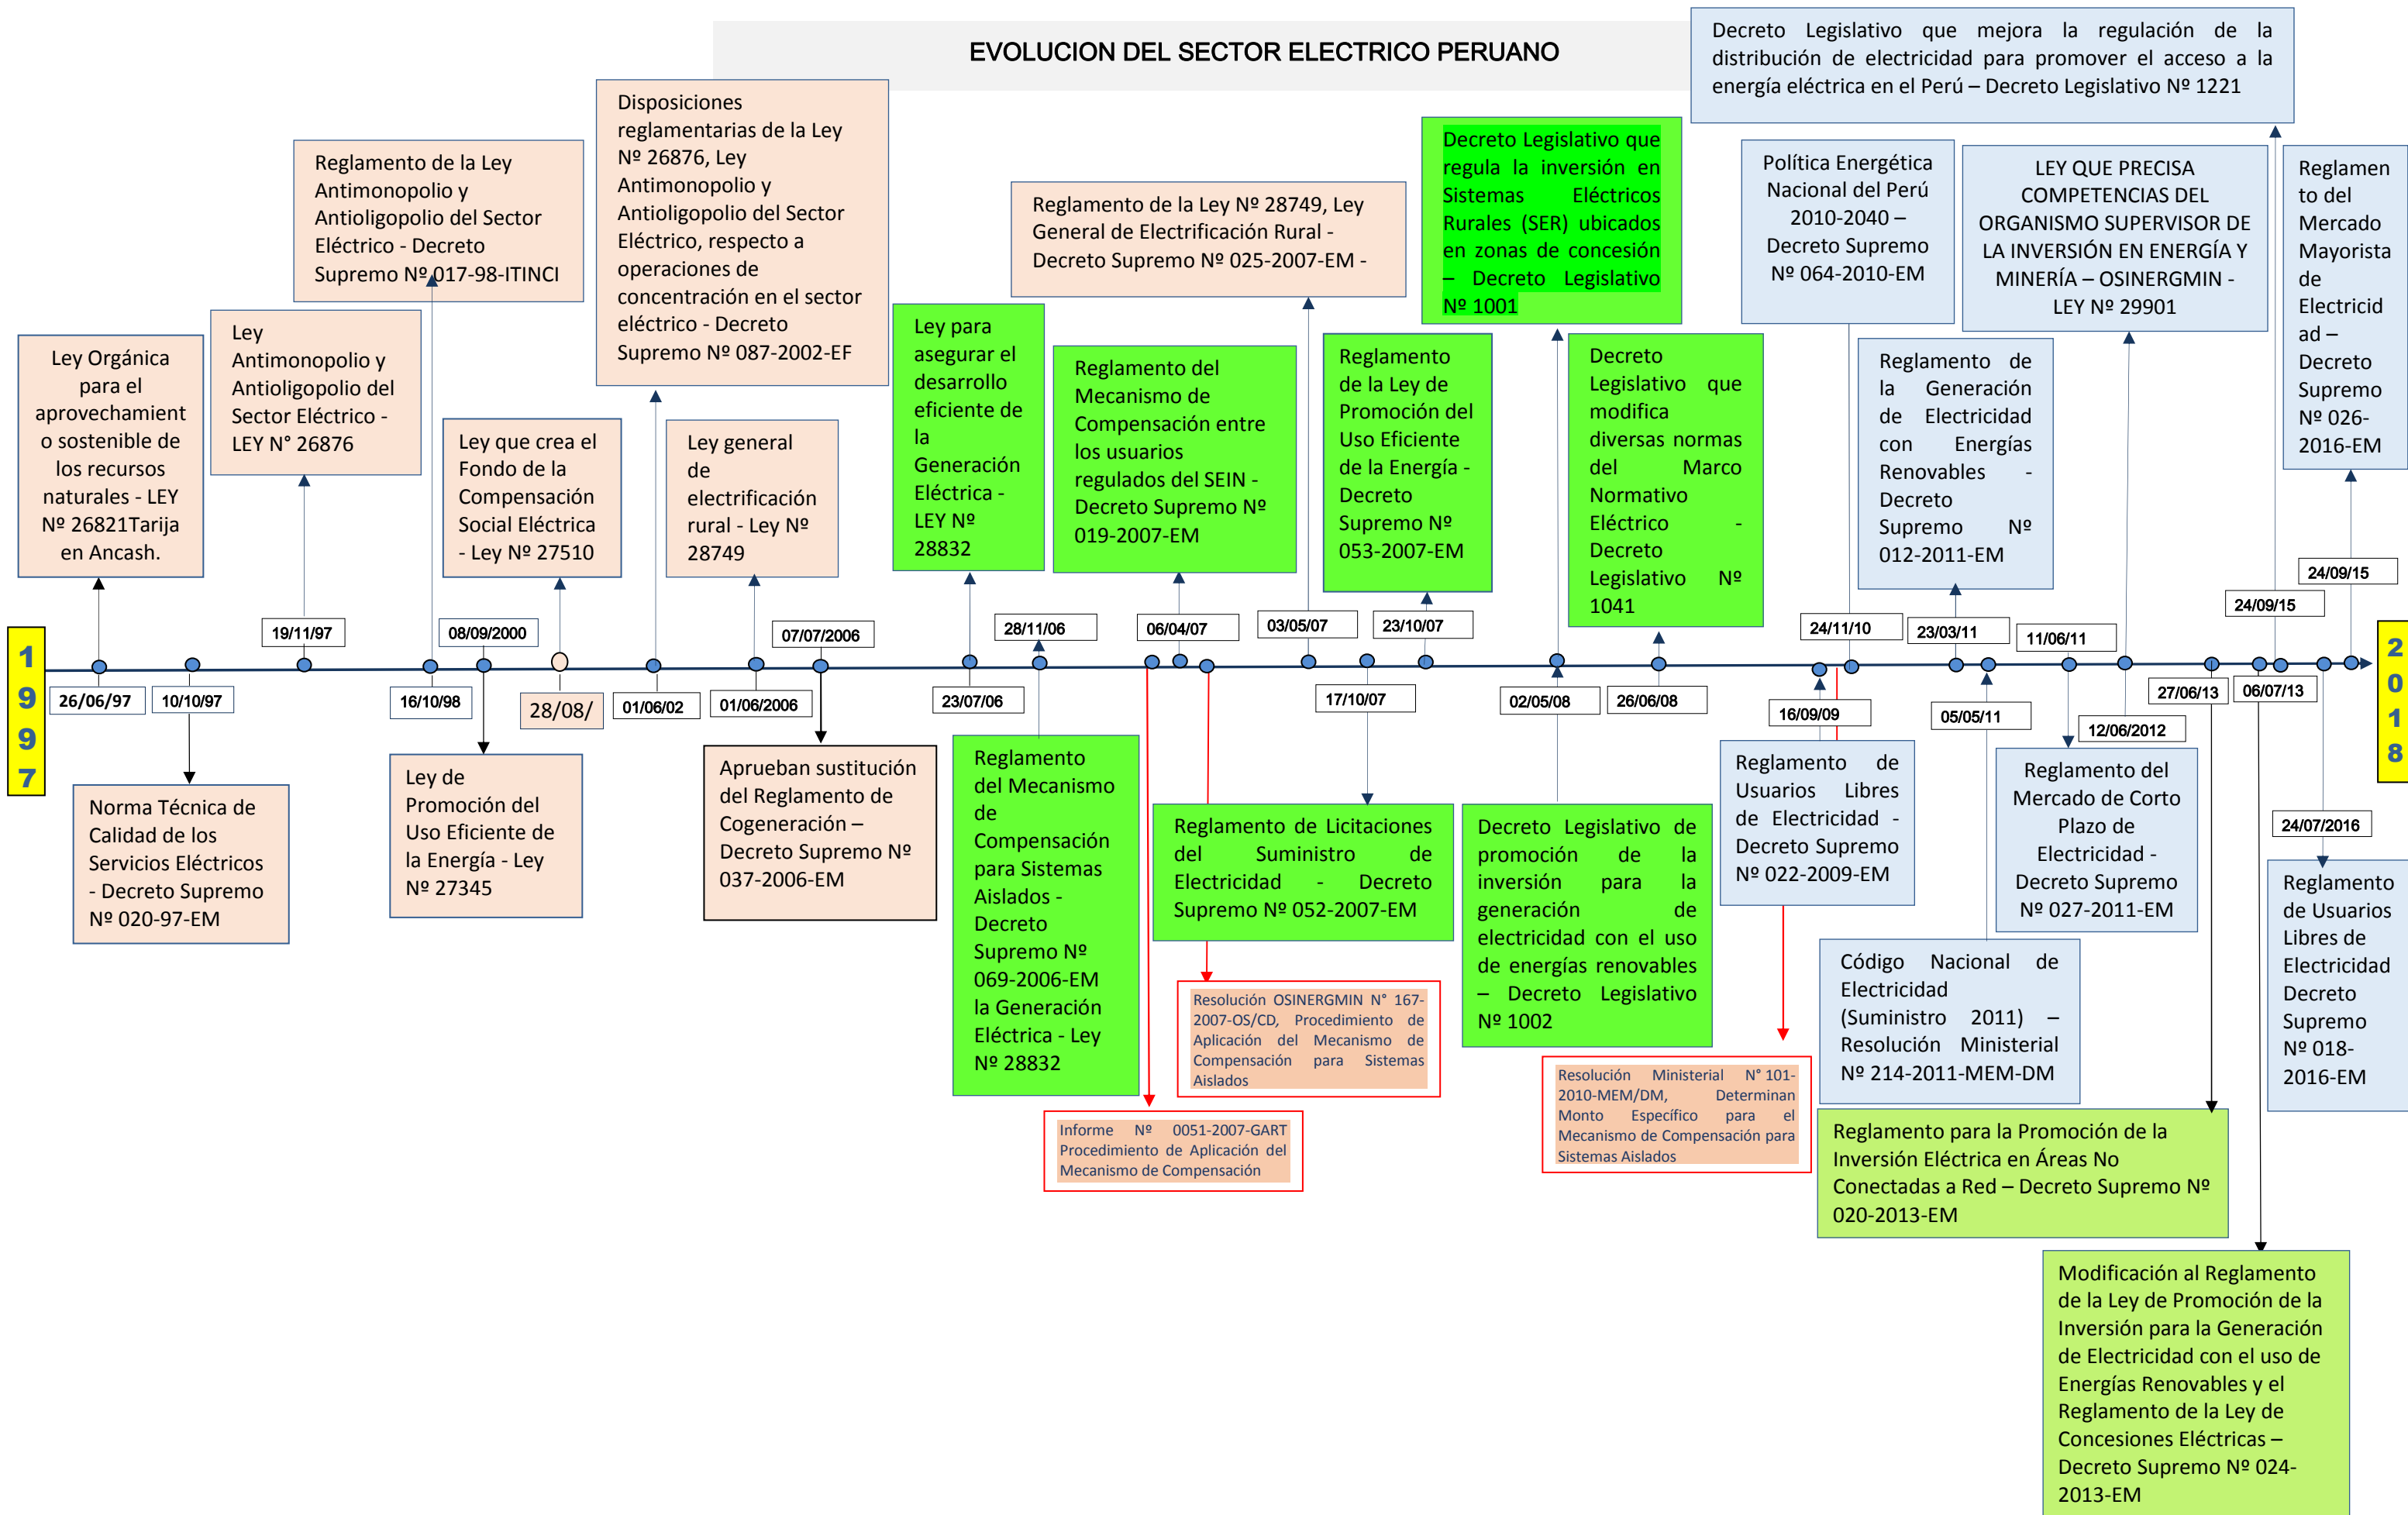 EVOLUCION DEL SECTOR ELECTRICO PERUANO
Decreto Legislativo que mejora la regulación de la
distribución de electricidad para promover el acceso a la
energía eléctrica en el Perú – Decreto Legislativo Nº 1221
Disposiciones
reglamentarias de la Ley
Nº 26876, Ley
Antimonopolio y
Antioligopolio del Sector
Eléctrico, respecto a
operaciones de
concentración en el sector
eléctrico - Decreto
Supremo Nº 087-2002-EF
Reglamento de la Ley
Antimonopolio y
Antioligopolio del Sector
Eléctrico - Decreto
Supremo Nº 017-98-ITINCI
Reglamento de la Ley Nº 28749, Ley
General de Electrificación Rural -
Decreto Supremo Nº 025-2007-EM -
Decreto Legislativo que
regula la inversión en
Sistemas Eléctricos
Rurales (SER) ubicados
en zonas de concesión
– Decreto Legislativo
Nº 1001
Política Energética
Nacional del Perú
2010-2040 –
Decreto Supremo
Nº 064-2010-EM
LEY QUE PRECISA
COMPETENCIAS DEL
ORGANISMO SUPERVISOR DE
LA INVERSIÓN EN ENERGÍA Y
MINERÍA – OSINERGMIN -
LEY Nº 29901
Reglamen
to del
Mercado
Mayorista
de
Electricid
ad –
Decreto
Supremo
Nº 026-
2016-EM
Ley Orgánica
para el
aprovechamient
o sostenible de
los recursos
naturales - LEY
Nº 26821Tarija
en Ancash.
Ley
Antimonopolio y
Antioligopolio del
Sector Eléctrico -
LEY N° 26876
Ley que crea el
Fondo de la
Compensación
Social Eléctrica
- Ley Nº 27510
Ley general
de
electrificación
rural - Ley Nº
28749
Ley para
asegurar el
desarrollo
eficiente de
la
Generación
Eléctrica -
LEY Nº
28832
Reglamento del
Mecanismo de
Compensación entre
los usuarios
regulados del SEIN -
Decreto Supremo Nº
019-2007-EM
Reglamento
de la Ley de
Promoción del
Uso Eficiente
de la Energía -
Decreto
Supremo Nº
053-2007-EM
Decreto
Legislativo que
modifica
diversas normas
del Marco
Normativo
Eléctrico -
Decreto
Legislativo Nº
1041
Reglamento de
la Generación
de Electricidad
con Energías
Renovables -
Decreto
Supremo Nº
012-2011-EM
19/11/97
08/09/2000
07/07/2006
28/11/06
06/04/07
03/05/07
23/10/07
24/11/10
23/03/11
11/06/11
24/09/15
24/09/15
1
9
9
7
2
0
1
8
26/06/97
10/10/97
16/10/98
28/08/
01/06/02
01/06/2006
23/07/06
17/10/07
02/05/08
26/06/08
16/09/09
05/05/11
12/06/2012
27/06/13
06/07/13
24/07/2016
Norma Técnica de
Calidad de los
Servicios Eléctricos
- Decreto Supremo
Nº 020-97-EM
Ley de
Promoción del
Uso Eficiente de
la Energía - Ley
Nº 27345
Aprueban sustitución
del Reglamento de
Cogeneración –
Decreto Supremo Nº
037-2006-EM
Reglamento
del Mecanismo
de
Compensación
para Sistemas
Aislados -
Decreto
Supremo Nº
069-2006-EM
la Generación
Eléctrica - Ley
Nº 28832
Reglamento de Licitaciones
del Suministro de
Electricidad - Decreto
Supremo Nº 052-2007-EM
Decreto Legislativo de
promoción de la
inversión para la
generación de
electricidad con el uso
de energías renovables
– Decreto Legislativo
Nº 1002
Reglamento de
Usuarios Libres
de Electricidad -
Decreto Supremo
Nº 022-2009-EM
Reglamento del
Mercado de Corto
Plazo de
Electricidad -
Decreto Supremo
Nº 027-2011-EM
Reglamento
de Usuarios
Libres de
Electricidad
Decreto
Supremo
Nº 018-
2016-EM
Código Nacional de
Electricidad
(Suministro 2011) –
Resolución Ministerial
Nº 214-2011-MEM-DM
Resolución OSINERGMIN N° 167-
2007-OS/CD, Procedimiento de
Aplicación del Mecanismo de
Compensación para Sistemas
Aislados
Informe Nº 0051-2007-GART
Procedimiento de Aplicación del
Mecanismo de Compensación
Resolución Ministerial N° 101-
2010-MEM/DM, Determinan
Monto Específico para el
Mecanismo de Compensación para
Sistemas Aislados
Reglamento para la Promoción de la
Inversión Eléctrica en Áreas No
Conectadas a Red – Decreto Supremo Nº
020-2013-EM
Modificación al Reglamento
de la Ley de Promoción de la
Inversión para la Generación
de Electricidad con el uso de
Energías Renovables y el
Reglamento de la Ley de
Concesiones Eléctricas –
Decreto Supremo Nº 024-
2013-EM